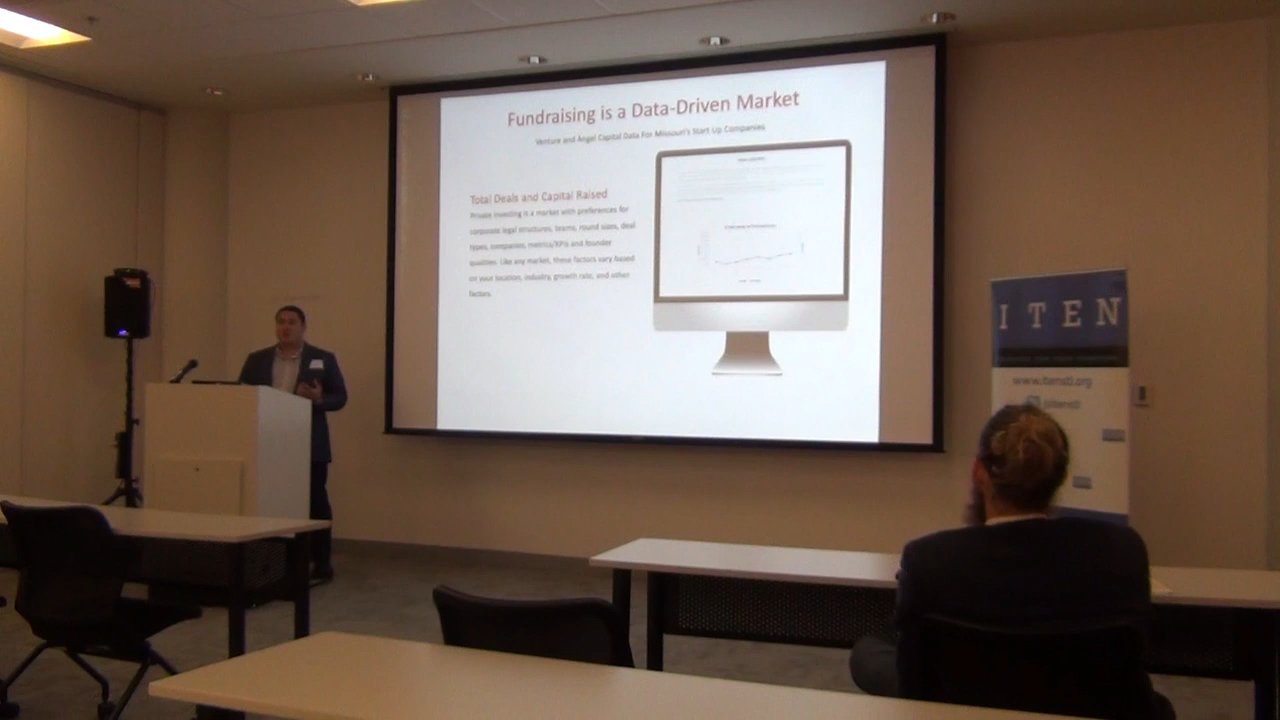 Fundraising is a Data-Driven Market
Venture and Angel Capital Data For Missouri's Start Up Companies
Total Deals and Capital Raised
Private investing is a market with preferences for
corporate legal structures, teams, round sizes, deal
types, companies, metrics/KPIs and founder
qualities. Like any market, these factors vary based
on your location, industry, growth rate, and other
factors.
ITEN
www.itenstl.org
@itenstl